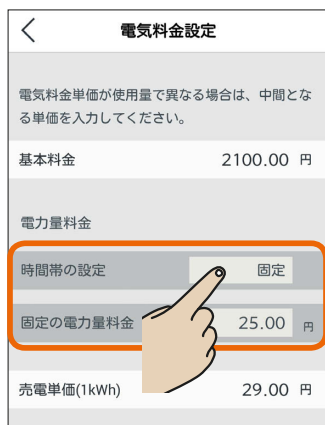 電気料金設定
電気料金単価が使用量で異なる場合は、中間とな
る単価を入力してください。
基本料金 2100.00 円
電力量料金
時間帯の設定 固定
固定の電力量料金 25.00 円
売電単価(1kWh) 29.00 円